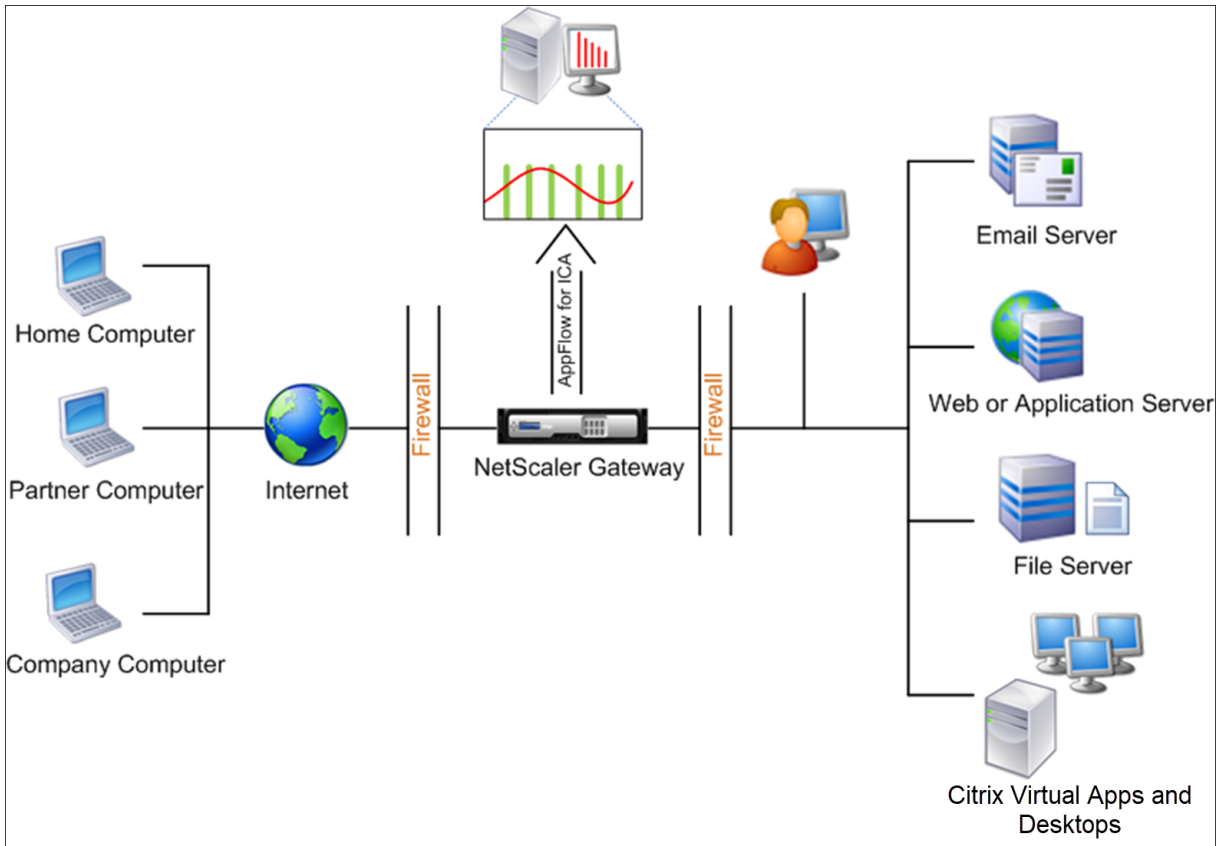 AppFlow for ICA
Email Server
Home Computer
Firewall
Firewall
Web or Application Server
NetScaler Gateway
Partner Computer
Internet
File Server
Company Computer
Citrix Virtual Apps and
Desktops